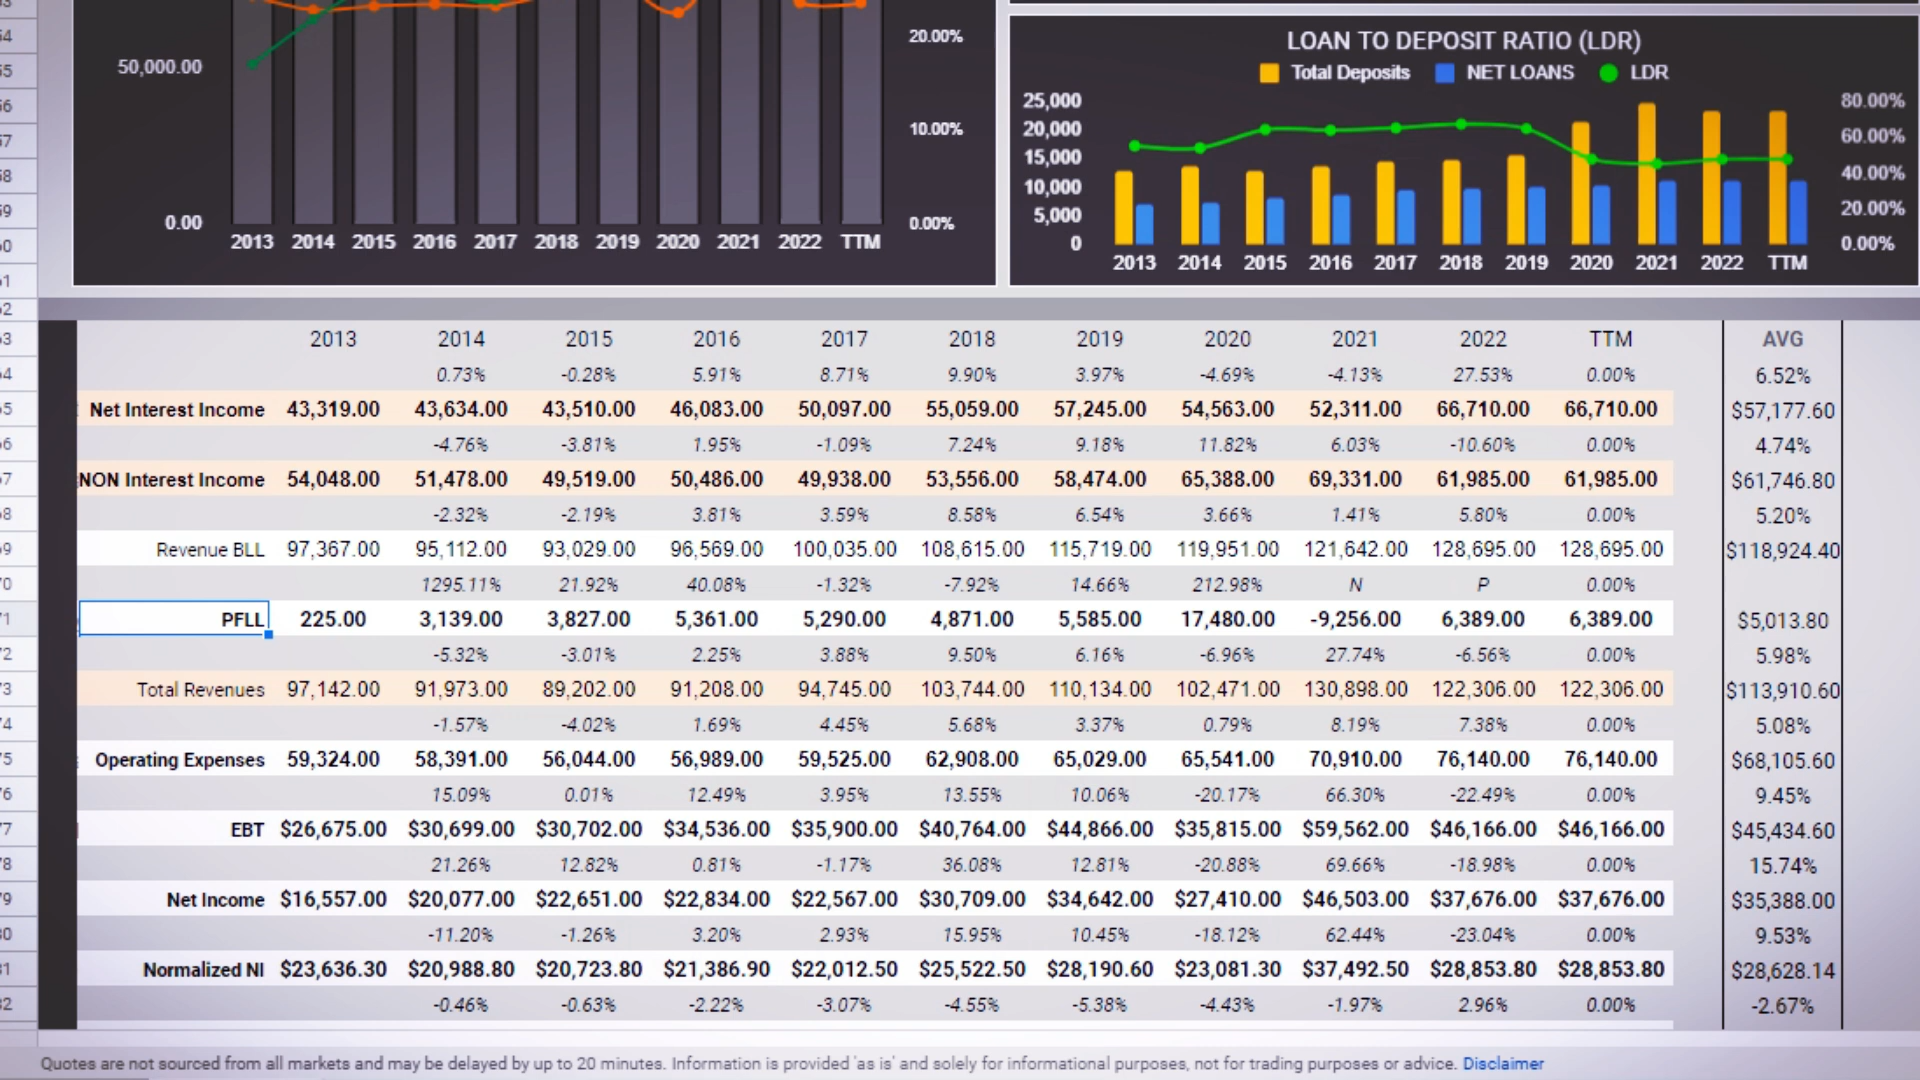 50,000.00
0.00
20.00%
10.00%
0.00%
2013 2014 2015 2016 2017 2018 2019 2020 2021 2022 TTM
LOAN TO DEPOSIT RATIO (LDR)
Total Deposits NET LOANS LDR
25,000 80.00%
20,000 60.00%
15,000
10,000 40.00%
5,000 20.00%
0 0.00%
2013 2014 2015 2016 2017 2018 2019 2020 2021 2022 TTM
2013 2014 2015 2016 2017 2018 2019 2020 2021 2022 TTM AVG
0.73% -0.28% 5.91% 8.71% 9.90% 3.97% -4.69% -4.13% 27.53% 0.00% 6.52%
Net Interest Income 43,319.00 43,634.00 43,510.00 46,083.00 50,097.00 55,059.00 57,245.00 54,563.00 52,311.00 66,710.00 66,710.00 $57,177.60
-4.76% -3.81% 1.95% -1.09% 7.24% 9.18% 11.82% 6.03% -10.60% 0.00% 4.74%
NON Interest Income 54,048.00 51,478.00 49,519.00 50,486.00 49,938.00 53,556.00 58,474.00 65,388.00 69,331.00 61,985.00 61,985.00 $61,746.80
-2.32% -2.19% 3.81% 3.59% 8.58% 6.54% 3.66% 1.41% 5.80% 0.00% 5.20%
Revenue BLL 97,367.00 95,112.00 93,029.00 96,569.00 100,035.00 108,615.00 115,719.00 119,951.00 121,642.00 128,695.00 128,695.00 $118,924.40
1295.11% 21.92% 40.08% -1.32% -7.92% 14.66% 212.98% N P 0.00%
PFLL 225.00 3,139.00 3,827.00 5,361.00 5,290.00 4,871.00 5,585.00 17,480.00 -9,256.00 6,389.00 6,389.00 $5,013.80
-5.32% -3.01% 2.25% 3.88% 9.50% 6.16% -6.96% 27.74% -6.56% 0.00% 5.98%
Total Revenues 97,142.00 91,973.00 89,202.00 91,208.00 94,745.00 103,744.00 110,134.00 102,471.00 130,898.00 122,306.00 122,306.00 $113,910.60
-1.57% -4.02% 1.69% 4.45% 5.68% 3.37% 0.79% 8.19% 7.38% 0.00% 5.08%
Operating Expenses 59,324.00 58,391.00 56,044.00 56,989.00 59,525.00 62,908.00 65,029.00 65,541.00 70,910.00 76,140.00 76,140.00 $68,105.60
15.09% 0.01% 12.49% 3.95% 13.55% 10.06% -20.17% 66.30% -22.49% 0.00% 9.45%
EBT $26,675.00 $30,699.00 $30,702.00 $34,536.00 $35,900.00 $40,764.00 $44,866.00 $35,815.00 $59,562.00 $46,166.00 $46,166.00 $45,434.60
21.26% 12.82% 0.81% -1.17% 36.08% 12.81% -20.88% 69.66% -18.98% 0.00% 15.74%
Net Income $16,557.00 $20,077.00 $22,651.00 $22,834.00 $22,567.00 $30,709.00 $34,642.00 $27,410.00 $46,503.00 $37,676.00 $37,676.00 $35,388.00
-11.20% -1.26% 3.20% 2.93% 15.95% 10.45% -18.12% 62.44% -23.04% 0.00% 9.53%
Normalized NI $23,636.30 $20,988.80 $20,723.80 $21,386.90 $22,012.50 $25,522.50 $28,190.60 $23,081.30 $37,492.50 $28,853.80 $28,853.80 $28,628.14
-0.46% -0.63% -2.22% -3.07% -4.55% -5.38% -4.43% -1.97% 2.96% 0.00% -2.67%
Quotes are not sourced from all markets and may be delayed by up to 20 minutes. Information is provided 'as is' and solely for informational purposes, not for trading purposes or advice. Disclaimer